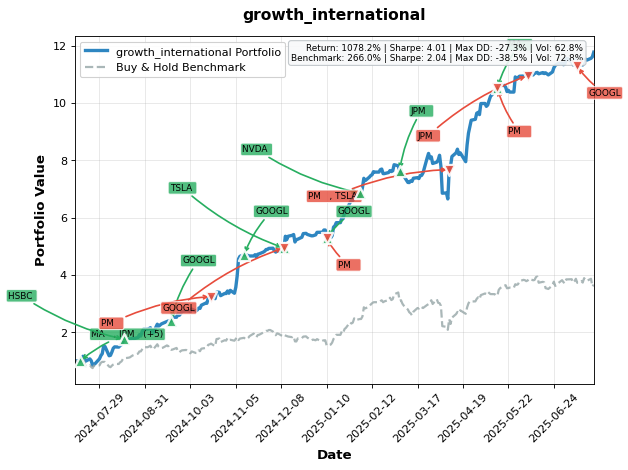 growth_international
growth_international Portfolio
Buy & Hold Benchmark
Return: 1078.2% | Sharpe: 4.01 | Max DD: -27.3% | Vol: 62.8%
Benchmark: 266.0% | Sharpe: 2.04 | Max DD: -38.5% | Vol: 72.8%
12
10
8
6
4
2
Portfolio Value
GOOGL
JPM
JPM
PM
NVDA
TSLA
PM , TSLA
GOOGL
GOOGL
GOOGL
PM
HSBC
GOOGL
PM
MA
JPM
(+5)
2024-07-29
2024-08-31
2024-10-03
2024-11-05
2024-12-08
2025-01-10
2025-02-12
2025-03-17
2025-04-19
2025-05-22
2025-06-24
Date